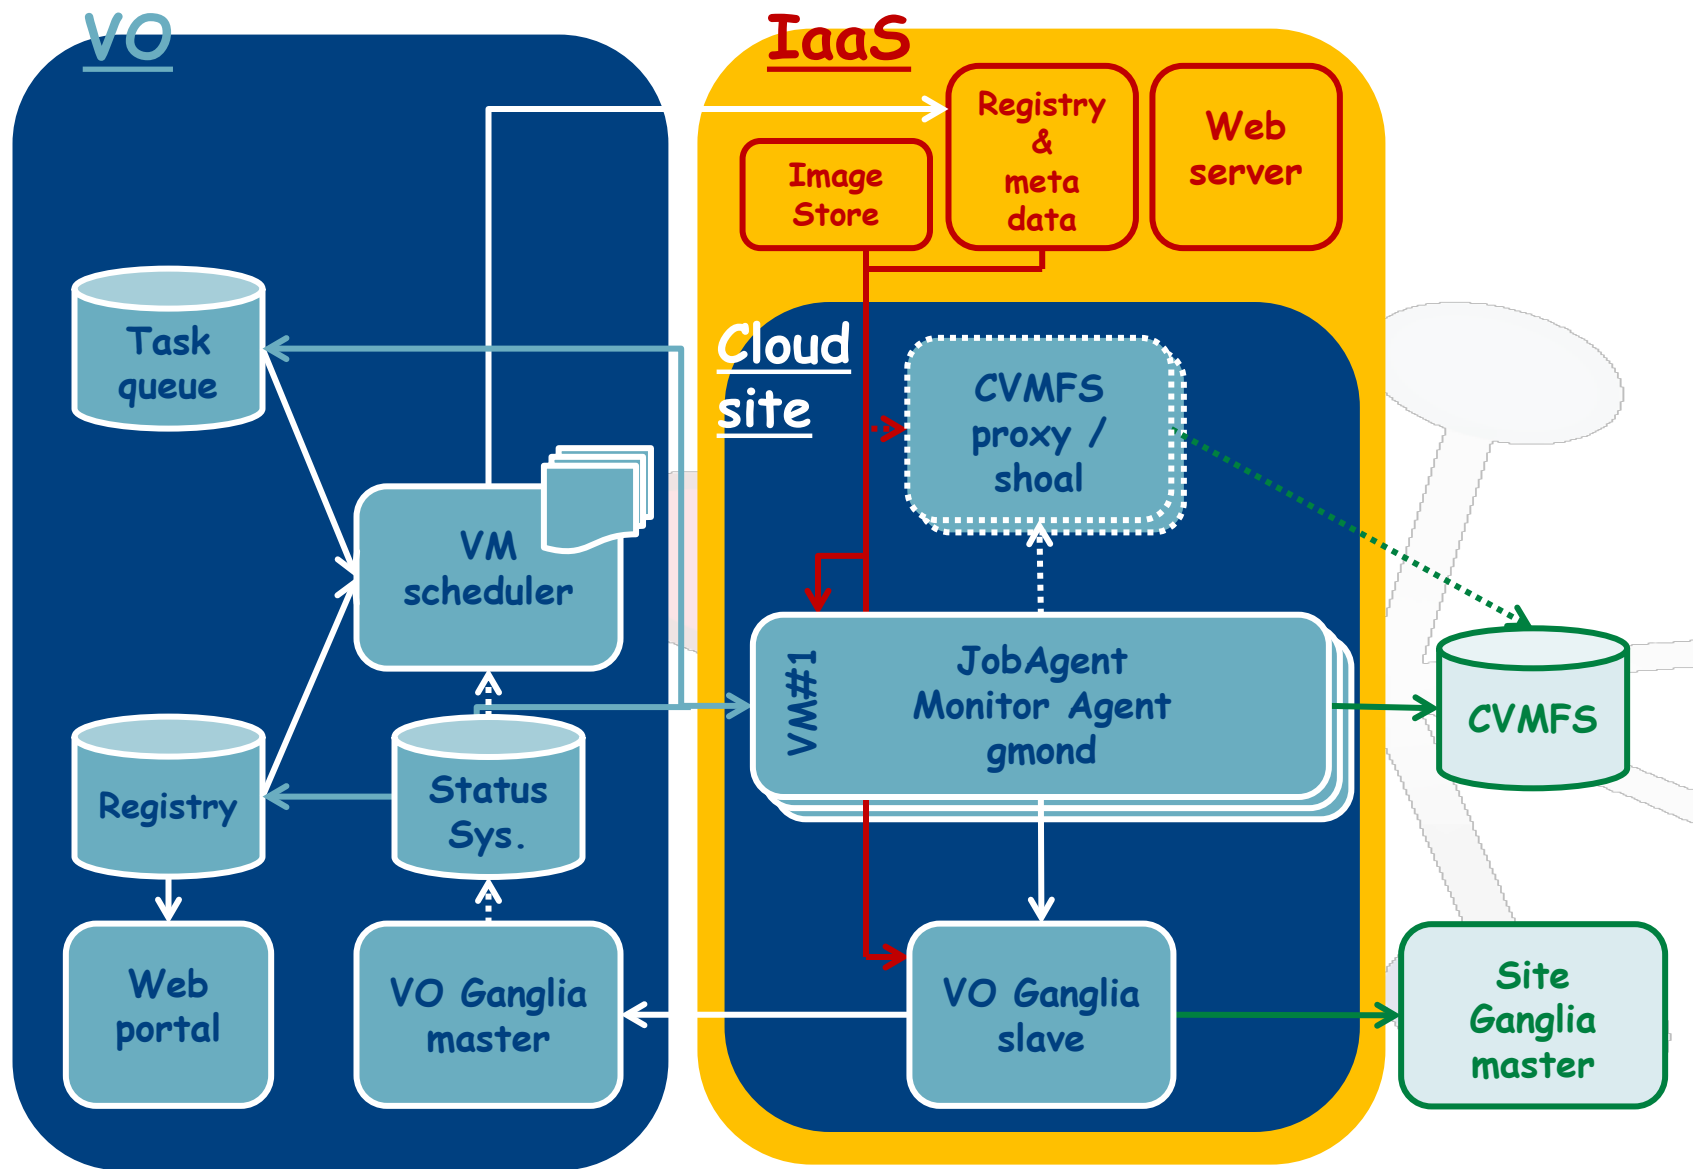 VO
IaaS
Registry
&
meta
data
Web
server
Image
Store
Task
queue
Cloud
site
CVMFS
proxy /
shoal
VM
scheduler
VM#1
JobAgent
Monitor Agent
gmond
CVMFS
Registry
Status
Sys.
Web
portal
VO Ganglia
master
VO Ganglia
slave
Site
Ganglia
master